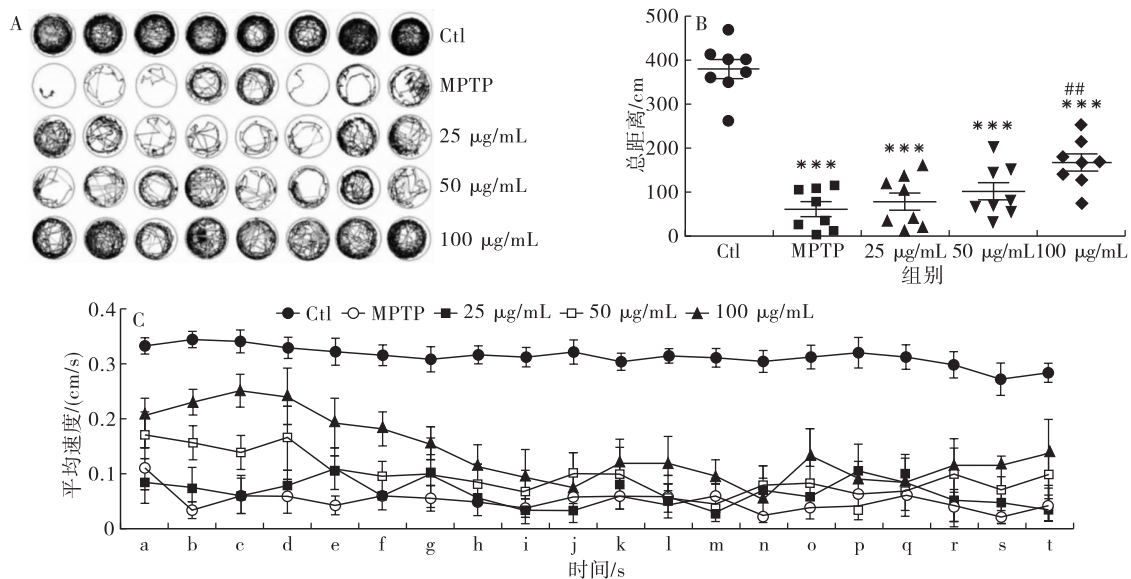 A
Ctl
MPTP
25 μg/mL
50 μg/mL
100 μg/mL
B
500
400
300
200
100
0
总距离/cm
***
***
***
##
***
Ctl
MPTP
25 μg/mL
50 μg/mL
100 μg/mL
组别
C
Ctl MPTP 25 μg/mL 50 μg/mL 100 μg/mL
0.4
0.3
0.2
0.1
0
平均速度/(cm/s)
a b c d e f g h i j k l m n o p q r s t
时间/s